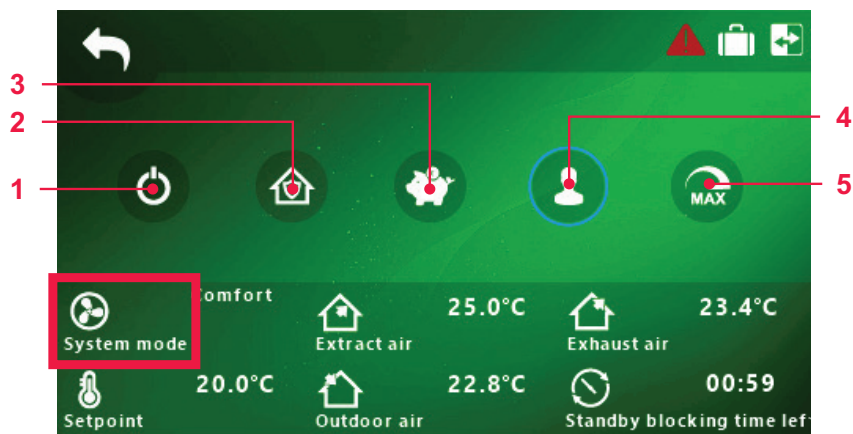 3
2
4
1
5
MAX
Comfort
25.0°C
23.4°C
System mode
Extract air
Exhaust air
20.0°C
22.8°C
00:59
Setpoint
Outdoor air
Standby blocking time lef